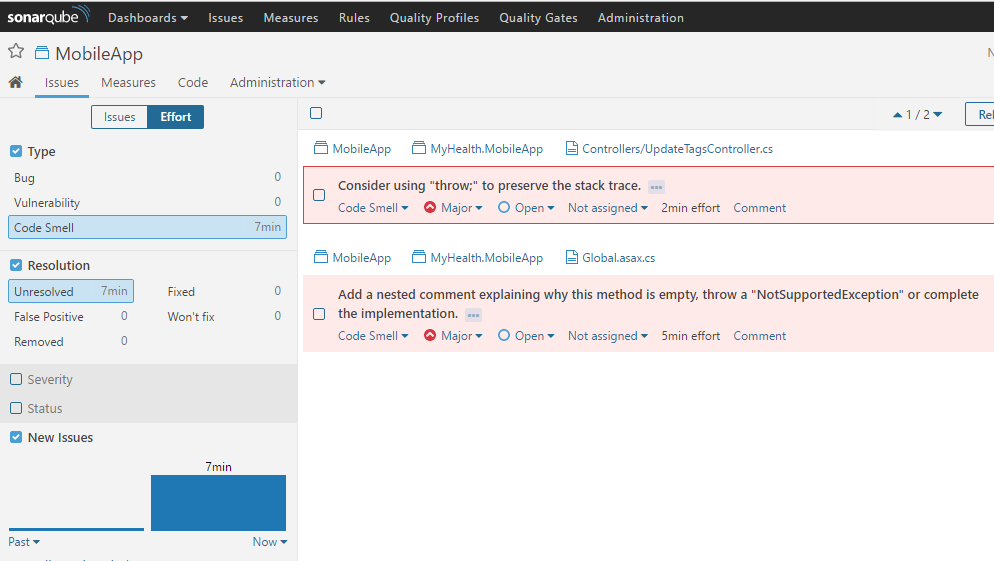 sonarqube Dashboards Issues Measures Rules Quality Profiles Quality Gates Administration
MobileApp
Issues Measures Code Administration
Issues Effort
Type
Bug 0
Vulnerability 0
Code Smell 7min
Resolution
Unresolved 7min Fixed 0
False Positive 0 Won't fix 0
Removed 0
Severity
Status
New Issues
7min
Past Now
1 / 2
MobileApp MyHealth.MobileApp Controllers/UpdateTagsController.cs
Consider using "throw;" to preserve the stack trace.
Code Smell Major Open Not assigned 2min effort Comment
MobileApp MyHealth.MobileApp Global.asax.cs
Add a nested comment explaining why this method is empty, throw a "NotSupportedException" or complete
the implementation.
Code Smell Major Open Not assigned 5min effort Comment